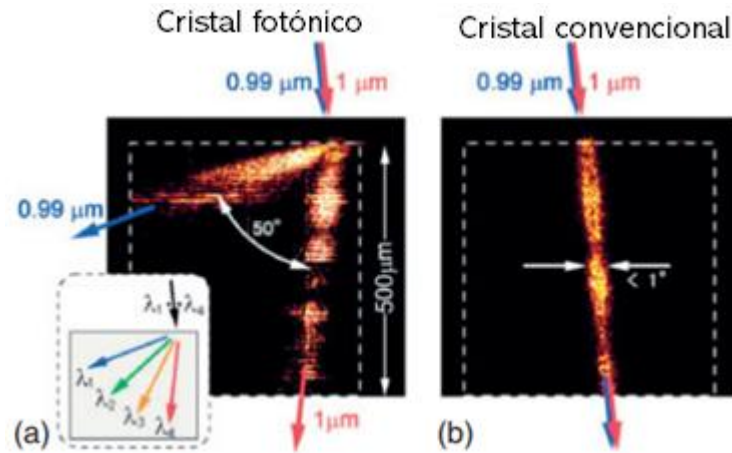 Cristal fotónico
0.99 μm
1 μm
0.99 μm
50°
500μm
λ1
λ4
λ1
λ2
λ3
λ4
1μm
(a)
Cristal convencional
0.99 μm
1 μm
< 1°
(b)